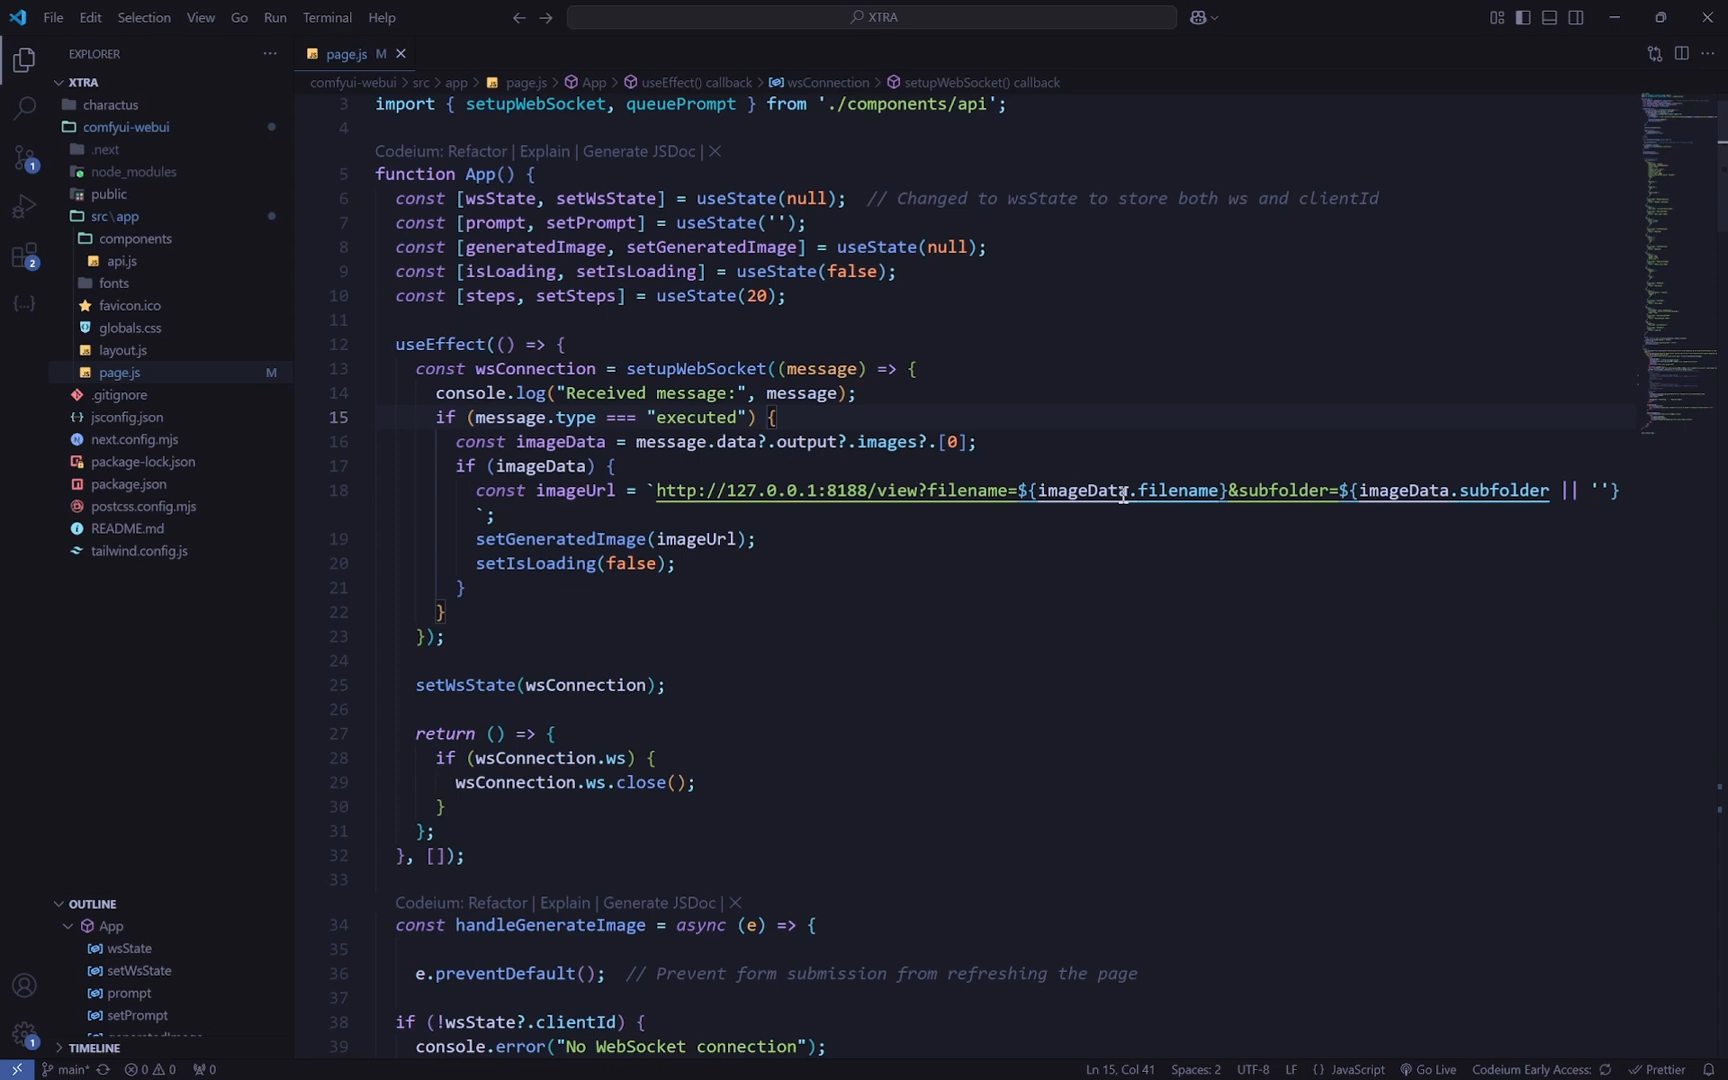 File Edit Selection View Go Run Terminal Help
XTRA
EXPLORER
XTRA
charactus
comfyui-webui
.next
node_modules
public
src\app
components
api.js
fonts
favicon.ico
globals.css
layout.js
page.js M
.gitignore
jsconfig.json
next.config.mjs
package-lock.json
package.json
postcss.config.mjs
README.md
tailwind.config.js
OUTLINE
App
wsState
setWsState
prompt
setPrompt
generatedImage
TIMELINE
1
2
1
page.js M
comfyui-webui > src > app > page.js > App > useEffect() callback > wsConnection > setupWebSocket() callback
3 import { setupWebSocket, queuePrompt } from './components/api';
4
Codeium: Refactor | Explain | Generate JSDoc | X
5 function App() {
6 const [wsState, setWsState] = useState(null); // Changed to wsState to store both ws and clientId
7 const [prompt, setPrompt] = useState('');
8 const [generatedImage, setGeneratedImage] = useState(null);
9 const [isLoading, setIsLoading] = useState(false);
10 const [steps, setSteps] = useState(20);
11
12 useEffect(() => {
13 const wsConnection = setupWebSocket((message) => {
14 console.log("Received message:", message);
15 if (message.type === "executed") {
16 const imageData = message.data?.output?.images?.[0];
17 if (imageData) {
18 const imageUrl = `http://127.0.0.1:8188/view?filename=${imageData.filename}&subfolder=${imageData.subfolder || ''}
`;
19 setGeneratedImage(imageUrl);
20 setIsLoading(false);
21 }
22 }
23 });
24
25 setWsState(wsConnection);
26
27 return () => {
28 if (wsConnection.ws) {
29 wsConnection.ws.close();
30 }
31 };
32 }, []);
33
Codeium: Refactor | Explain | Generate JSDoc | X
34 const handleGenerateImage = async (e) => {
35
36 e.preventDefault(); // Prevent form submission from refreshing the page
37
38 if (!wsState?.clientId) {
39 console.error("No WebSocket connection");
main* 0 0 0 Ln 15, Col 41 Spaces: 2 UTF-8 LF {} JavaScript Go Live Codeium Early Access: Prettier